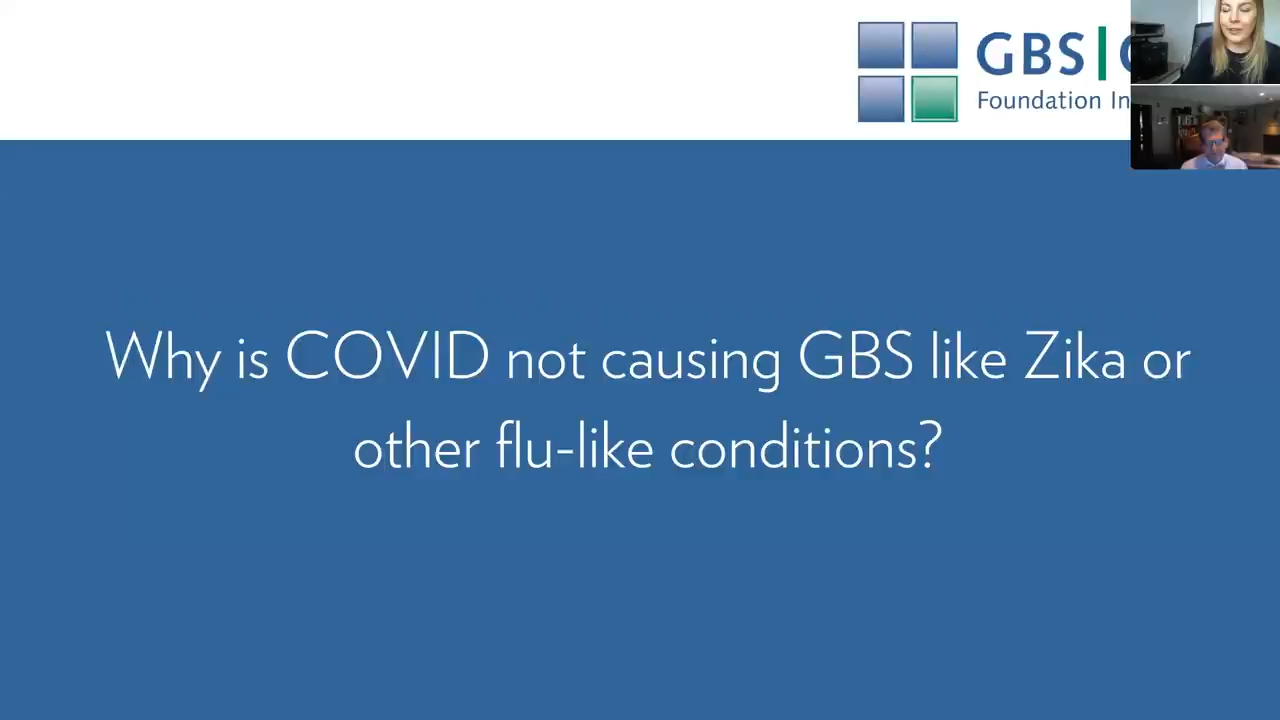 GBS|
Foundation In
Why is COVID not causing GBS like Zika or
other flu-like conditions?